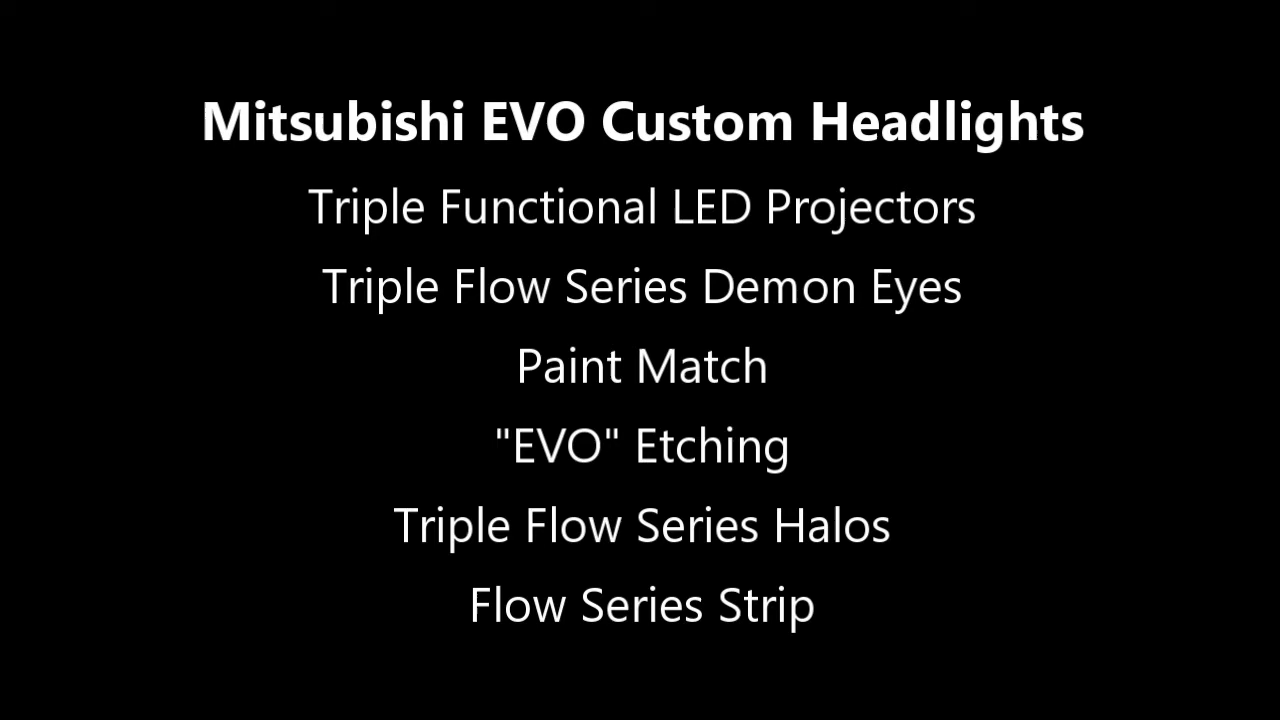 Mitsubishi EVO Custom Headlights
Triple Functional LED Projectors
Triple Flow Series Demon Eyes
Paint Match
"EVO" Etching
Triple Flow Series Halos
Flow Series Strip